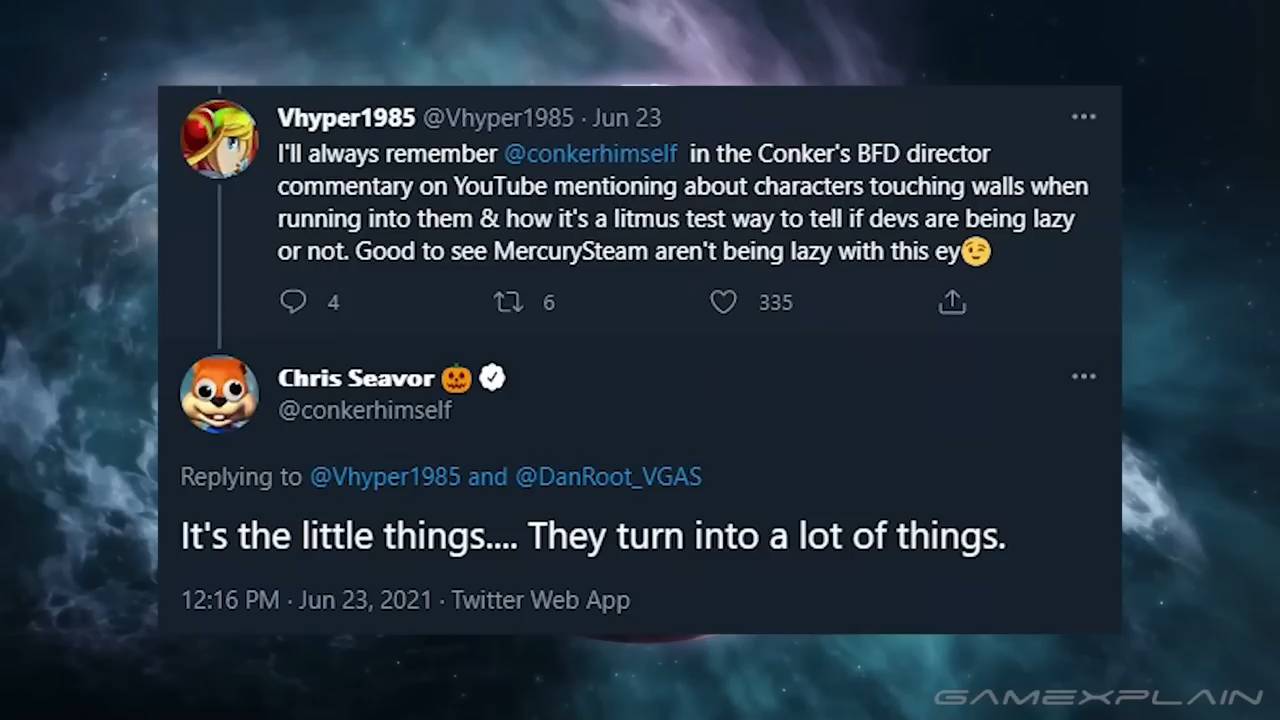 Vhyper1985 @Vhyper1985 · Jun 23
I'll always remember @conkerhimself in the Conker's BFD director
commentary on YouTube mentioning about characters touching walls when
running into them & how it's a litmus test way to tell if devs are being lazy
or not. Good to see MercurySteam aren't being lazy with this ey😉
4 6 335
Chris Seavor 🎃
@conkerhimself
Replying to @Vhyper1985 and @DanRoot_VGAS
It's the little things.... They turn into a lot of things.
12:16 PM · Jun 23, 2021 · Twitter Web App
GAMEXPLAIN